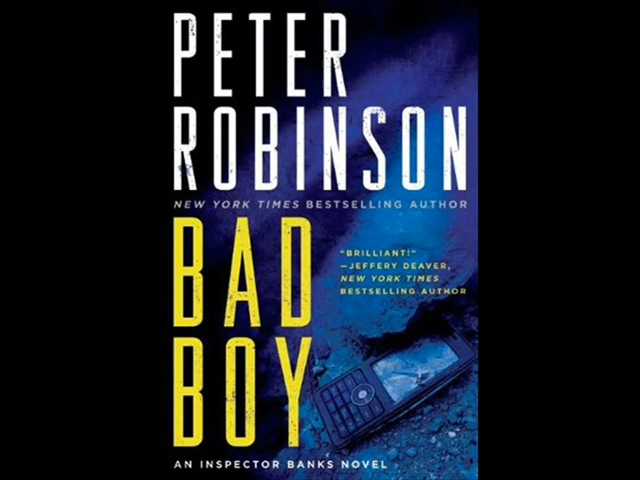 PETER
ROBINSON
NEW YORK TIMES BESTSELLING AUTHOR
BAD
BOY
"BRILLIANT!"
—JEFFERY DEAVER,
NEW YORK TIMES
BESTSELLING AUTHOR
AN INSPECTOR BANKS NOVEL